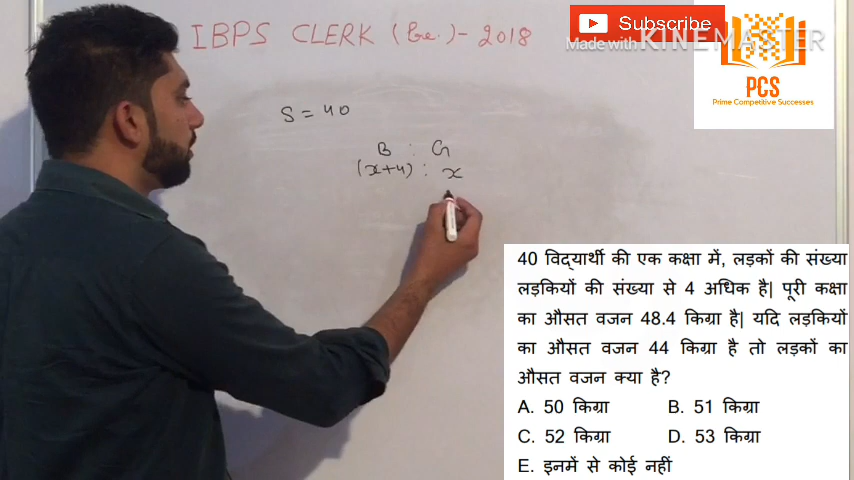 IBPS CLERK (Pre.) - 2018
Subscribe
Made with KINEMASTER
PCS
Prime Competitive Successes
S = 40
B : G
(x+4) : x
40 विद्यार्थी की एक कक्षा में, लड़कों की संख्या
लड़कियों की संख्या से 4 अधिक है| पूरी कक्षा
का औसत वजन 48.4 किग्रा है| यदि लड़कियों
का औसत वजन 44 किग्रा है तो लड़कों का
औसत वजन क्या है?
A. 50 किग्रा B. 51 किग्रा
C. 52 किग्रा D. 53 किग्रा
E. इनमें से कोई नहीं